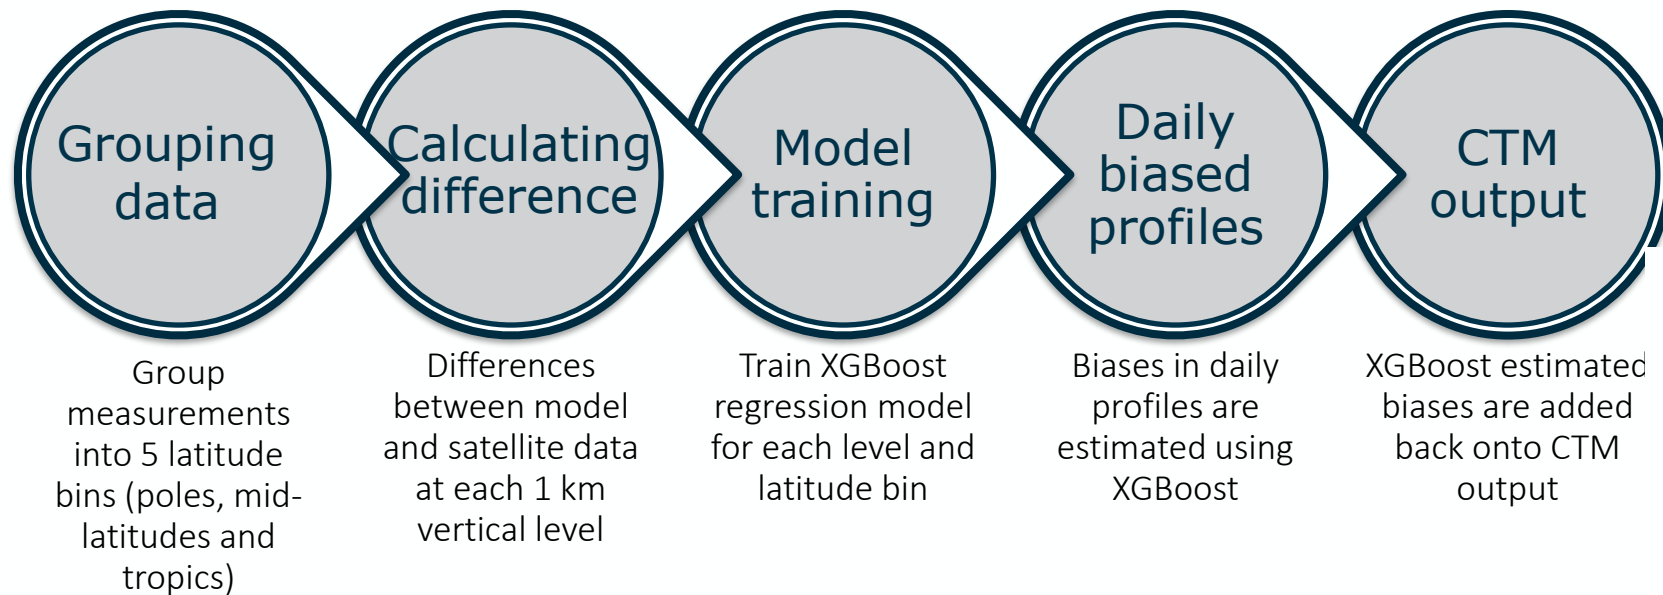 Grouping
data
Calculating
difference
Model
training
Daily
biased
profiles
CTM
output
Group
measurements
into 5 latitude
bins (poles, mid-
latitudes and
tropics)
Differences
between model
and satellite data
at each 1 km
vertical level
Train XGBoost
regression model
for each level and
latitude bin
Biases in daily
profiles are
estimated using
XGBoost
XGBoost estimated
biases are added
back onto CTM
output